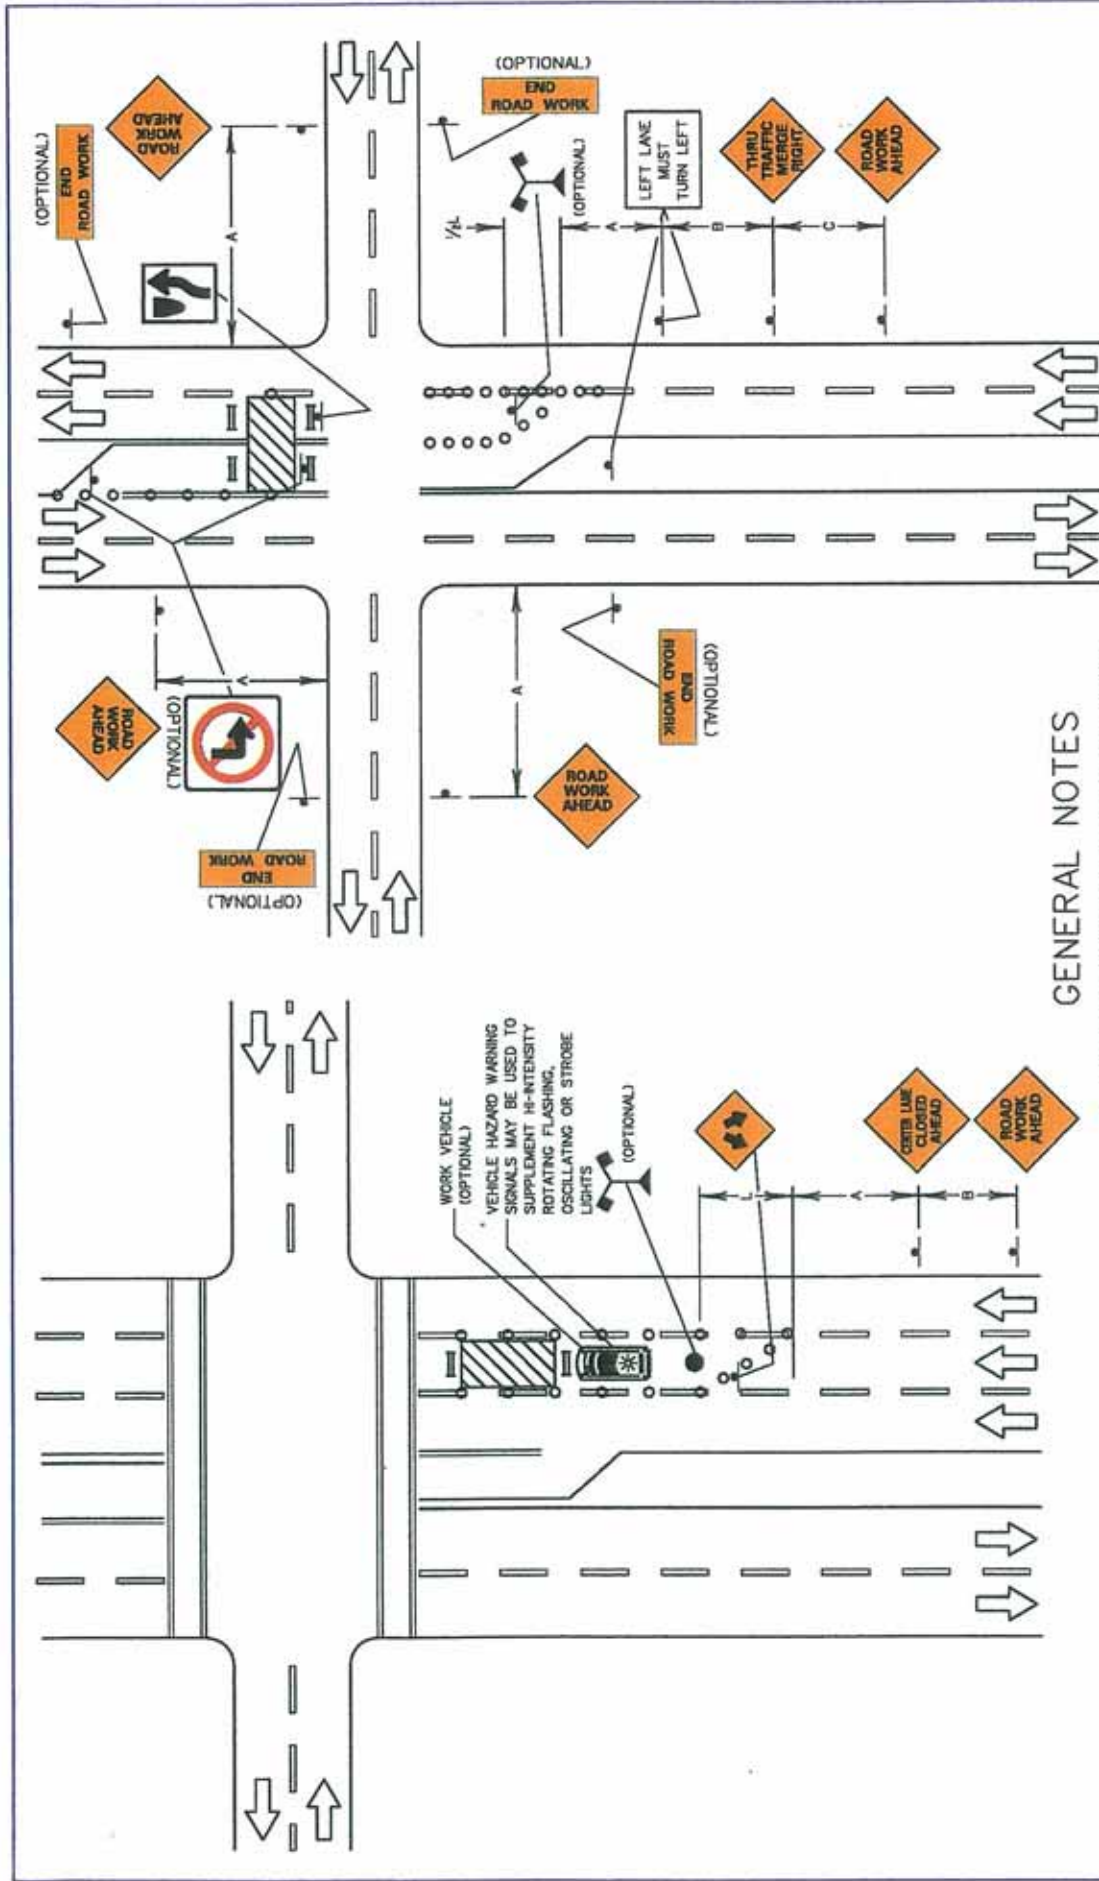 (OPTIONAL)
END
ROAD WORK
ROAD
WORK
AHEAD
A
END
ROAD WORK
(OPTIONAL)
(OPTIONAL)
½L
A
B
C
LEFT LANE
MUST
TURN LEFT
THRU
TRAFFIC
MERGE
RIGHT
ROAD
WORK
AHEAD
ROAD
WORK
AHEAD
(OPTIONAL)
A
END
ROAD WORK
(OPTIONAL)
A
ROAD
WORK
AHEAD
END
ROAD WORK
(OPTIONAL)
GENERAL NOTES
WORK VEHICLE
(OPTIONAL)
VEHICLE HAZARD WARNING
SIGNALS MAY BE USED TO
SUPPLEMENT HI-INTENSITY
ROTATING FLASHING,
OSCILLATING OR STROBE
LIGHTS
(OPTIONAL)
L
A
B
CENTER LANE
CLOSED
AHEAD
ROAD
WORK
AHEAD